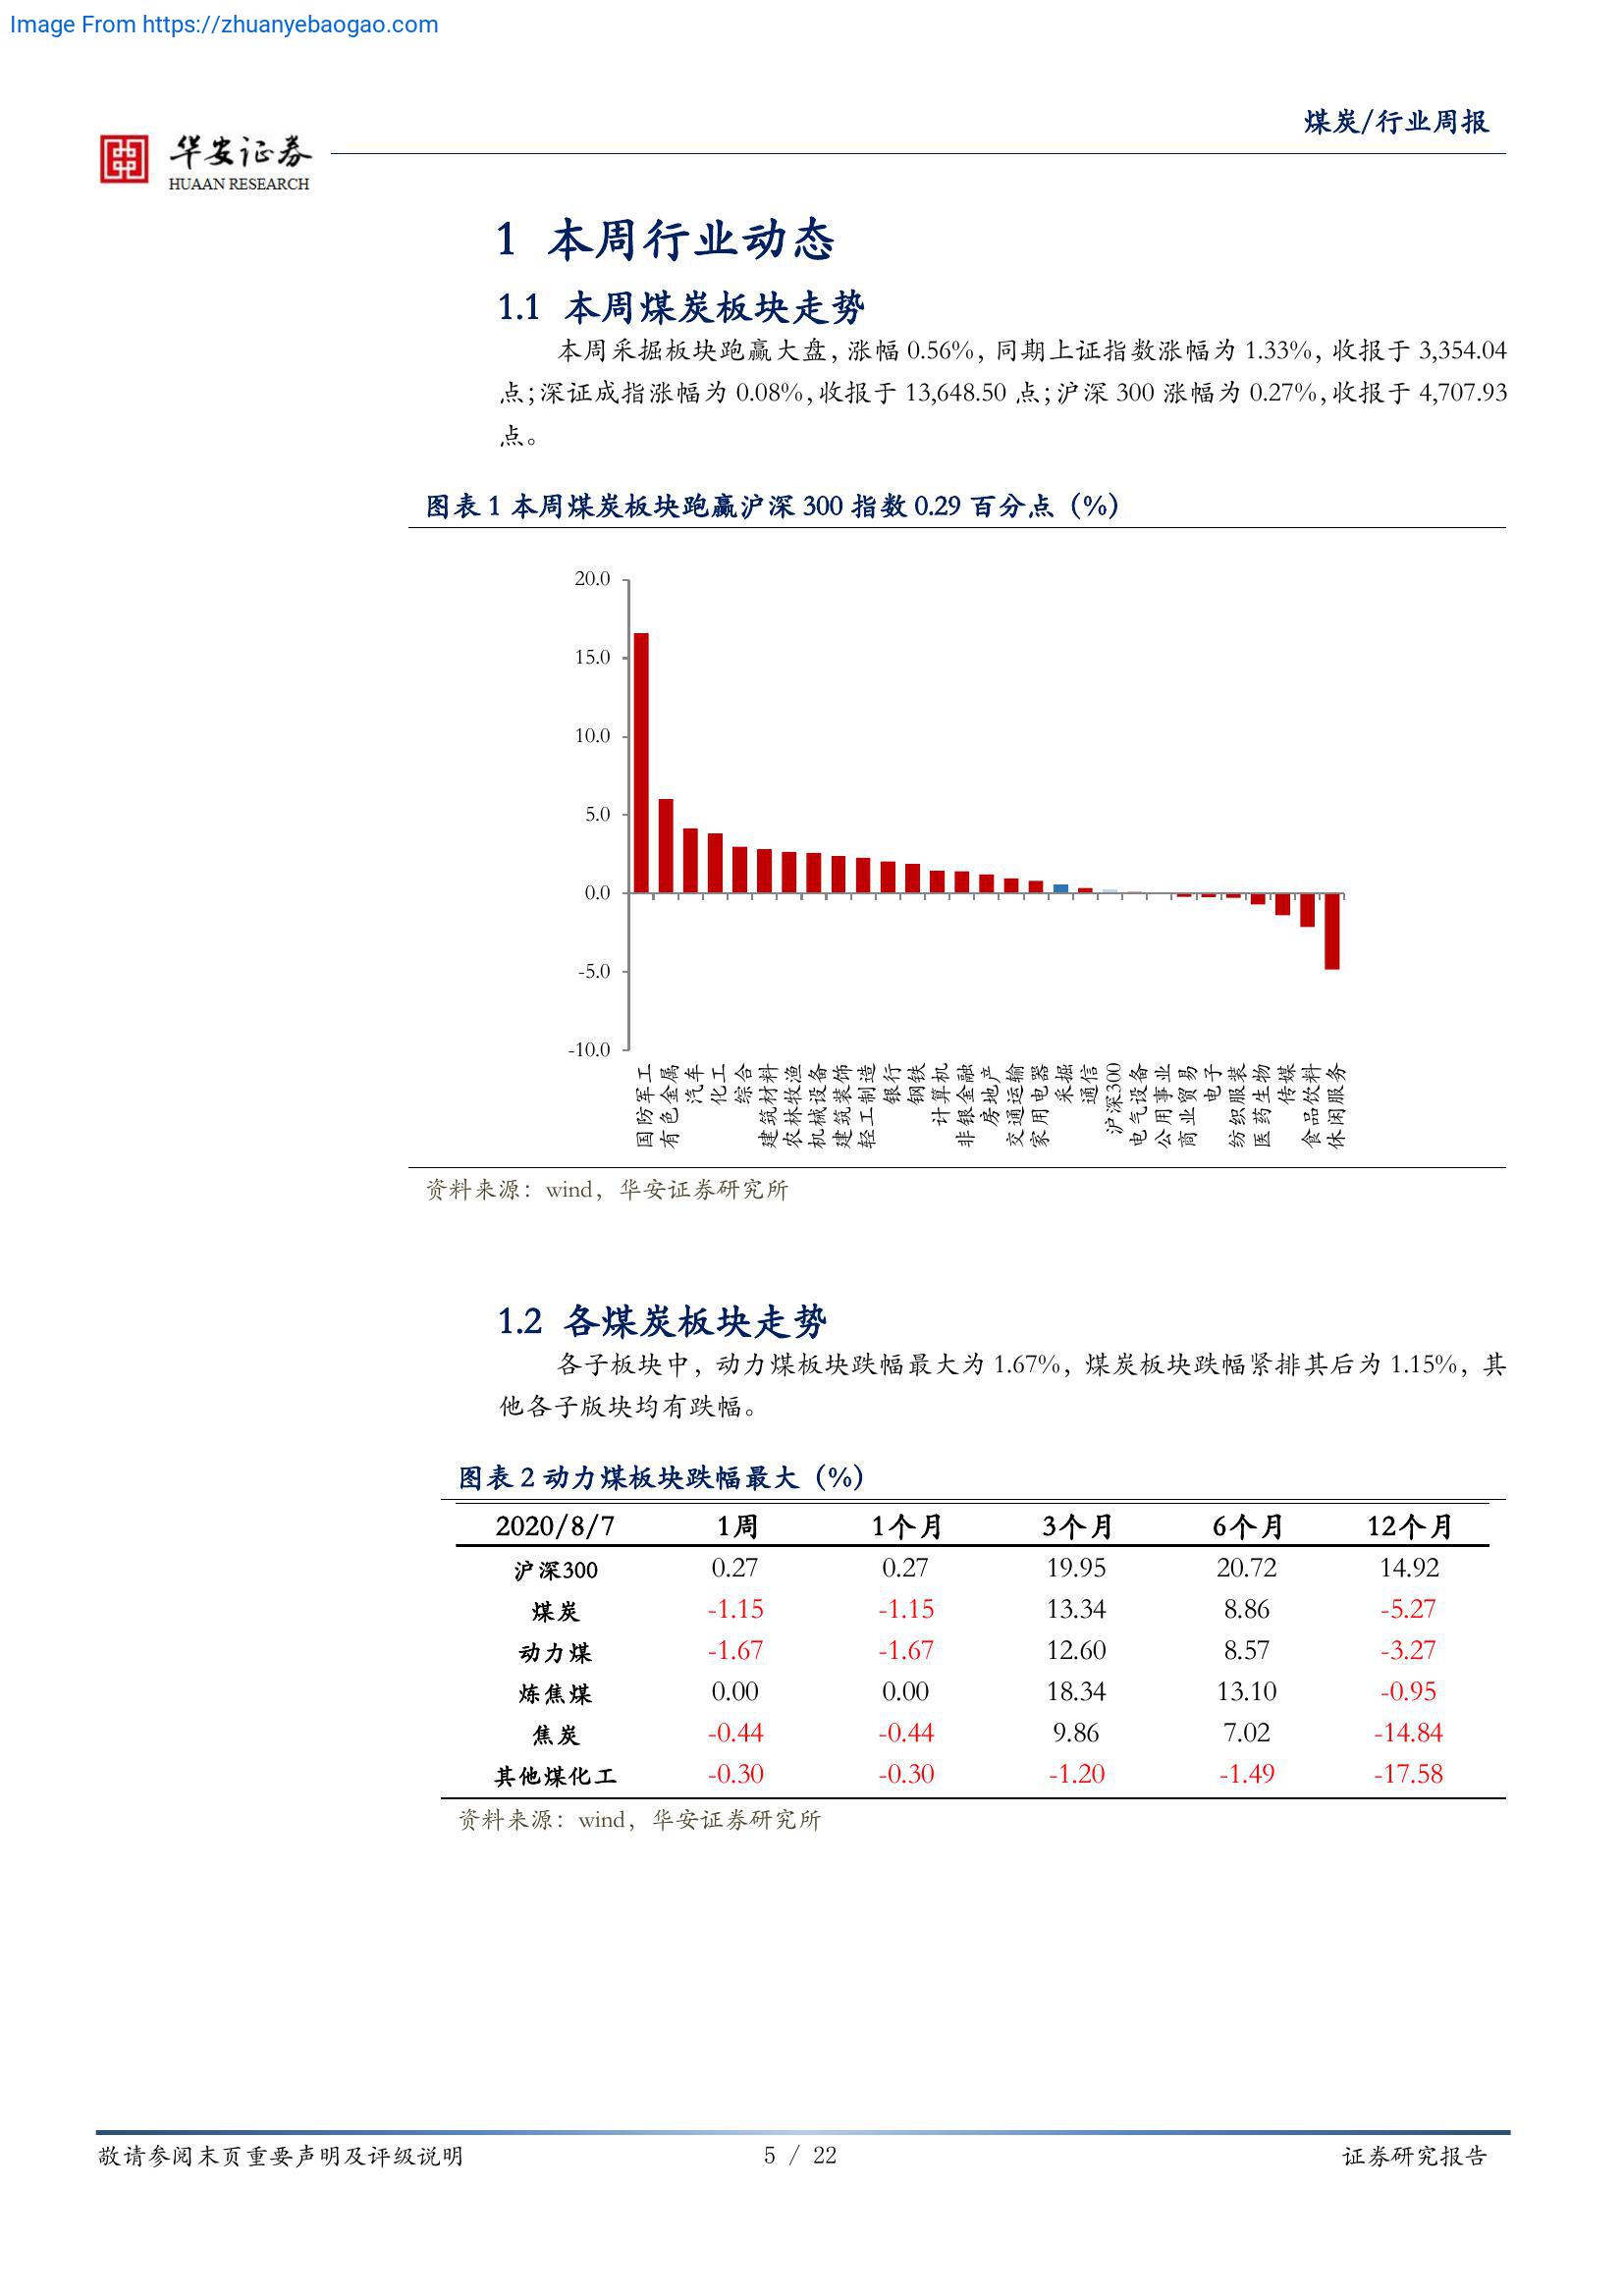 Image From https://zhuanyebaogao.com
华安证券
HUAAN RESEARCH
煤炭/行业周报
1 本周行业动态
1.1 本周煤炭板块走势
本周采掘板块跑赢大盘，涨幅 0.56%，同期上证指数涨幅为 1.33%，收报于 3,354.04
点；深证成指涨幅为 0.08%，收报于 13,648.50 点；沪深 300 涨幅为 0.27%，收报于 4,707.93
点。
图表 1 本周煤炭板块跑赢沪深 300 指数 0.29 百分点（%）
20.0
15.0
10.0
5.0
0.0
-5.0
-10.0
国防军工
有色金属
汽车
化工
综合
建筑材料
农林牧渔
机械设备
建筑装饰
轻工制造
银行
钢铁
计算机
非银金融
房地产
交通运输
家用电器
采掘
通信
沪深300
电气设备
公用事业
商业贸易
电子
纺织服装
医药生物
传媒
食品饮料
休闲服务
资料来源：wind，华安证券研究所
1.2 各煤炭板块走势
各子板块中，动力煤板块跌幅最大为 1.67%，煤炭板块跌幅紧排其后为 1.15%，其
他各子版块均有跌幅。
图表 2 动力煤板块跌幅最大（%）
2020/8/7 1周 1个月 3个月 6个月 12个月
沪深300 0.27 0.27 19.95 20.72 14.92
煤炭 -1.15 -1.15 13.34 8.86 -5.27
动力煤 -1.67 -1.67 12.60 8.57 -3.27
炼焦煤 0.00 0.00 18.34 13.10 -0.95
焦炭 -0.44 -0.44 9.86 7.02 -14.84
其他煤化工 -0.30 -0.30 -1.20 -1.49 -17.58
资料来源：wind，华安证券研究所
敬请参阅末页重要声明及评级说明 5 / 22 证券研究报告